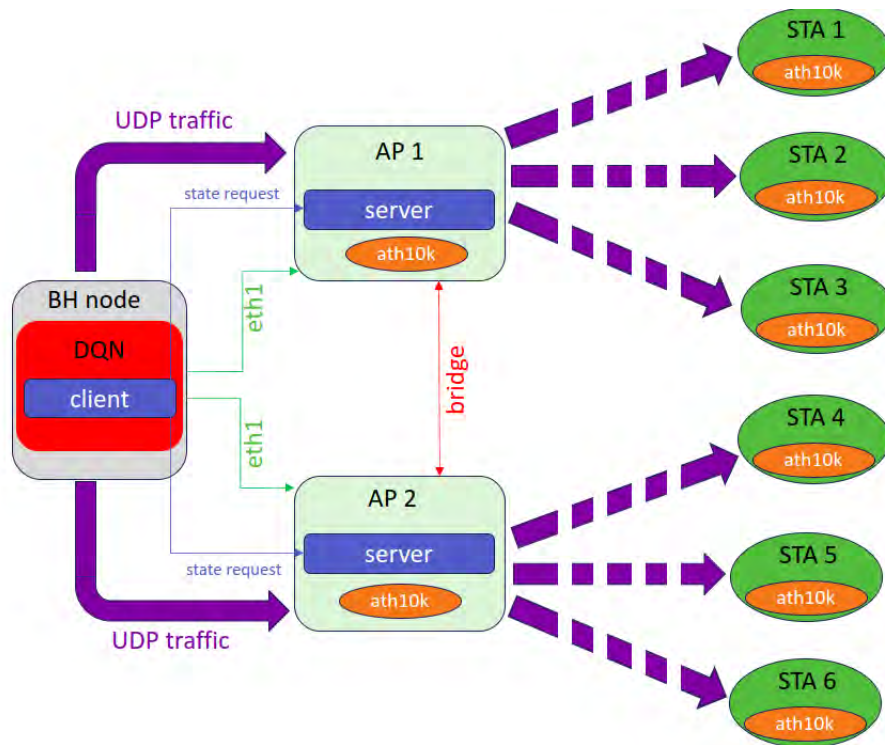 STA 1
ath10k
UDP traffic
AP 1
STA 2
ath10k
state request
server
ath10k
STA 3
ath10k
BH node
eth1
DQN
client
bridge
eth1
STA 4
ath10k
AP 2
server
STA 5
state request
ath10k
ath10k
UDP traffic
STA 6
ath10k